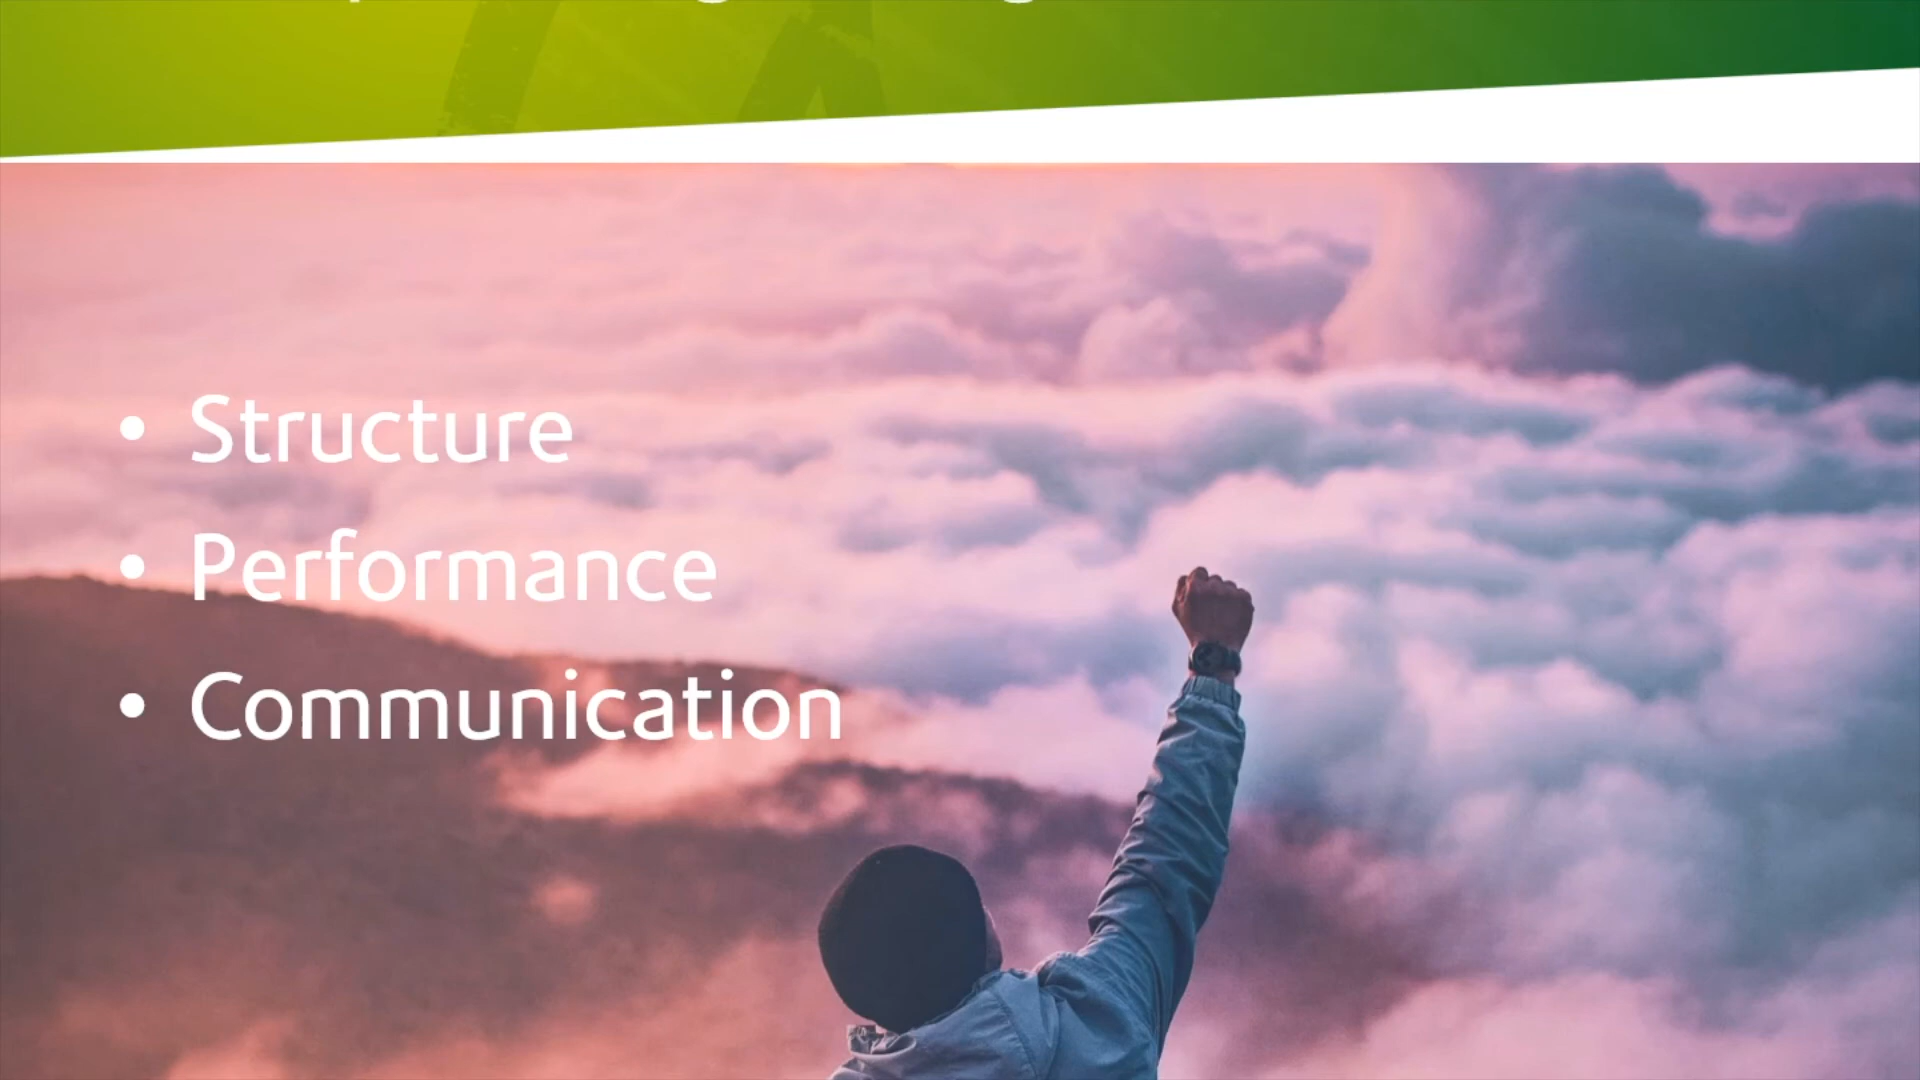 • Structure
• Performance
• Communication